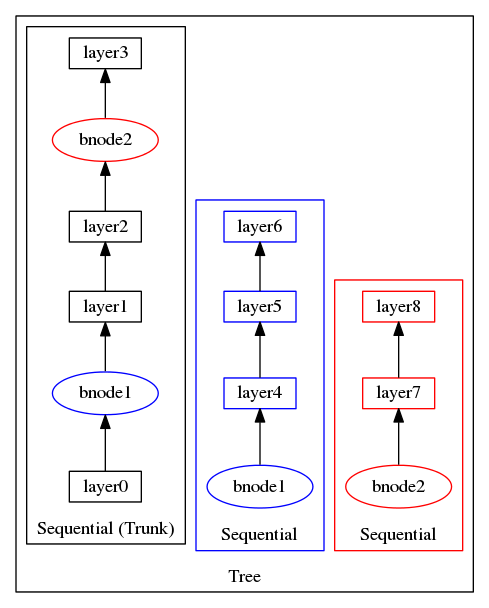 layer3
bnode2
layer2
layer1
bnode1
layer0
Sequential (Trunk)
layer6
layer5
layer4
bnode1
Sequential
layer8
layer7
bnode2
Sequential
Tree